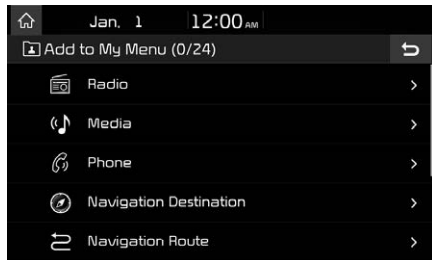 Jan. 1 12:00 AM
Add to My Menu (0/24)
Radio
Media
Phone
Navigation Destination
Navigation Route